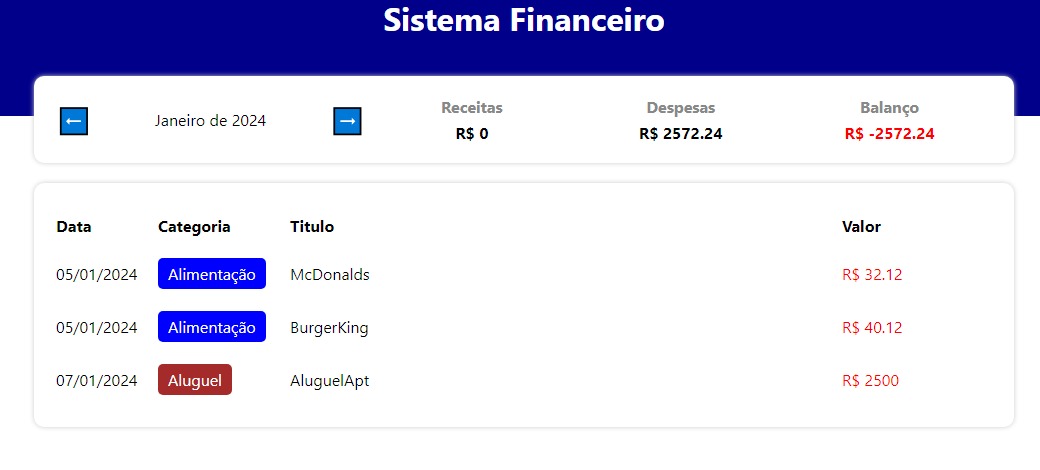 Sistema Financeiro
← Janeiro de 2024 → Receitas Despesas Balanço
R$ 0 R$ 2572.24 R$ -2572.24
Data Categoria Titulo Valor
05/01/2024 Alimentação McDonalds R$ 32.12
05/01/2024 Alimentação BurgerKing R$ 40.12
07/01/2024 Aluguel AluguelApt R$ 2500